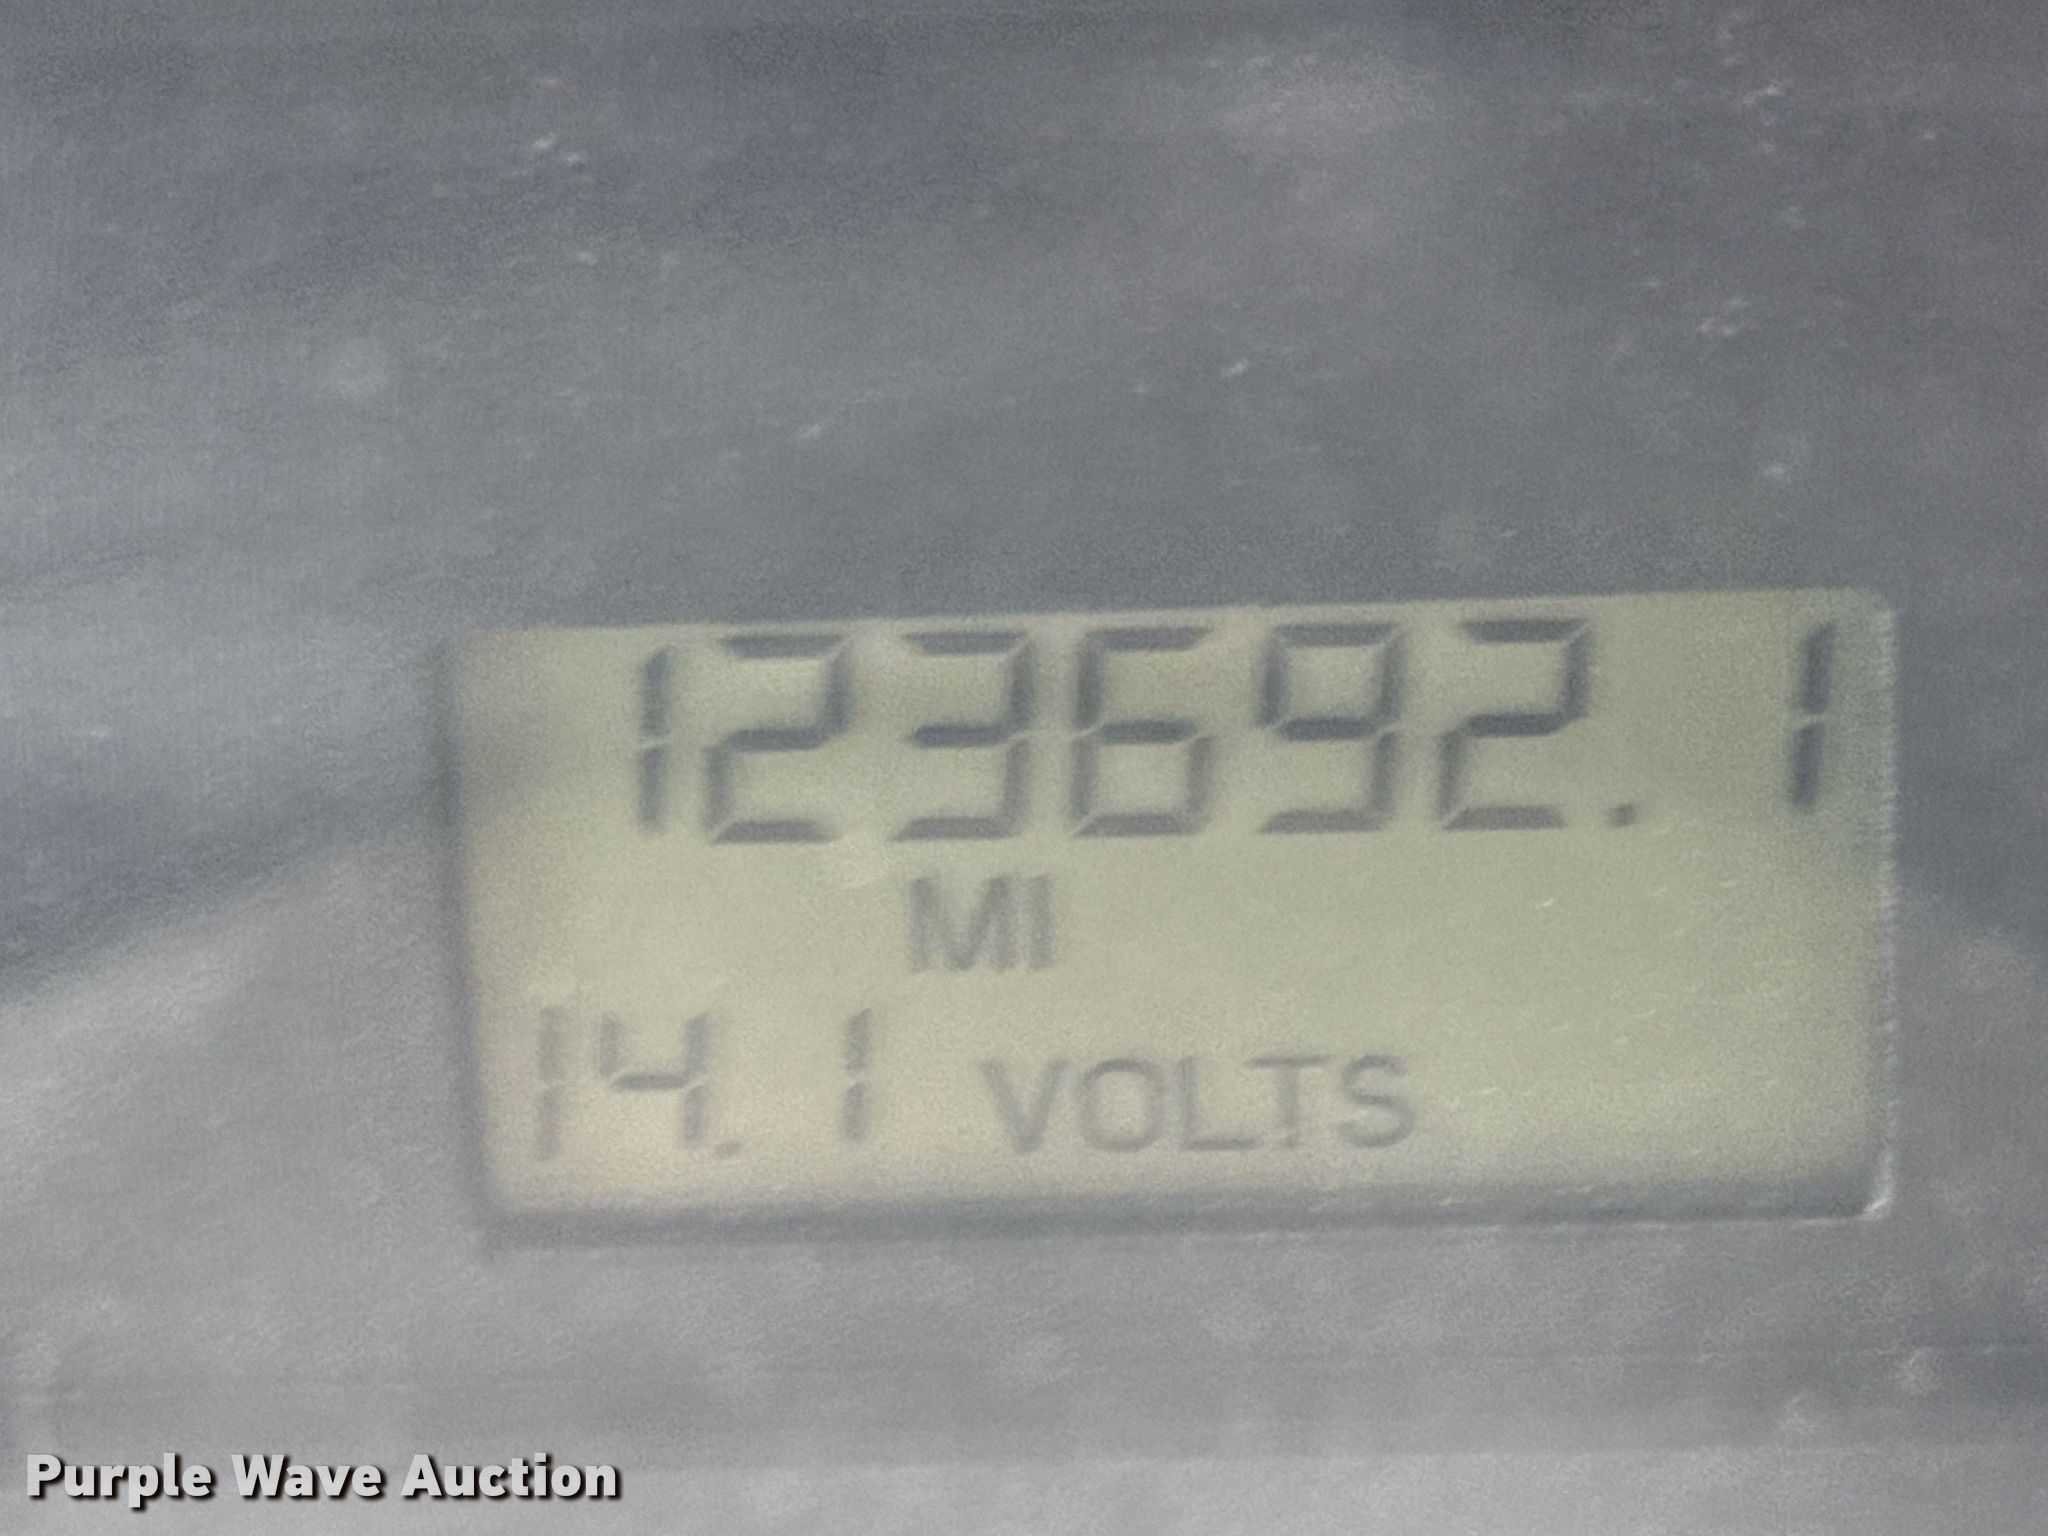 123692.1
MI
14.1 VOLTS
Purple Wave Auction